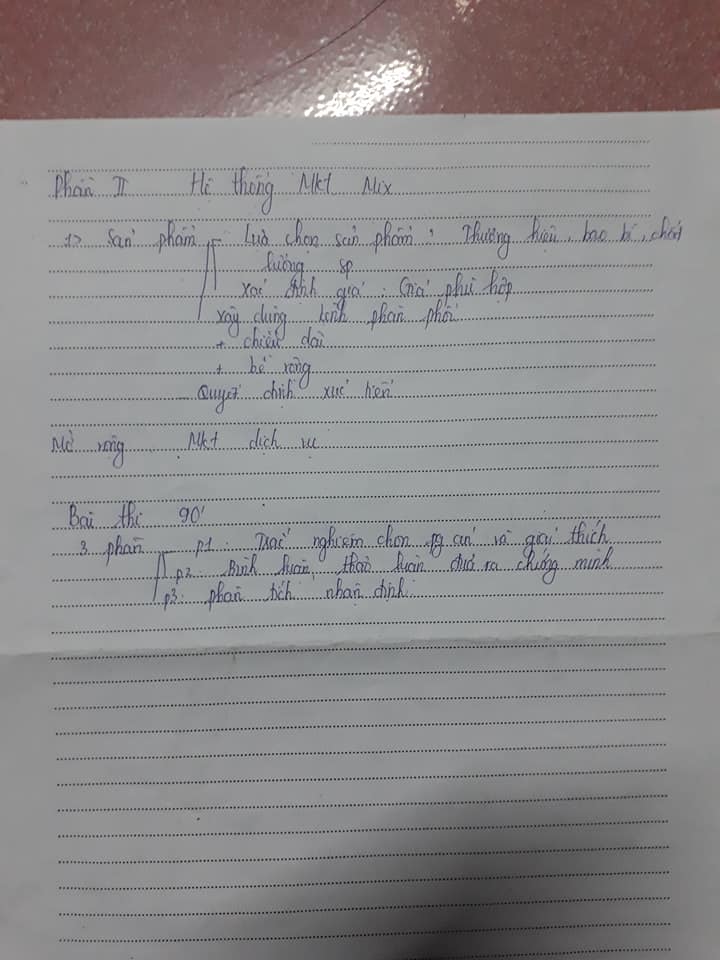 Phần II Hệ thống Mkt Mix
1> Sản phẩm - Lựa chọn sản phẩm: Thương hiệu, bao bì, chất
lượng sp
Xác định giá: Giá phù hợp
Xây dựng kênh phân phối
+ chiều dài
+ bề rộng
- Quyết định xúc tiến
Mở rộng Mkt dịch vụ
Bài thi 90'
3 phần - p1. Trắc nghiệm chọn pg án và giải thích
p2. Bình luận, thảo luận đưa ra chứng minh
p3. phân tích nhận định.